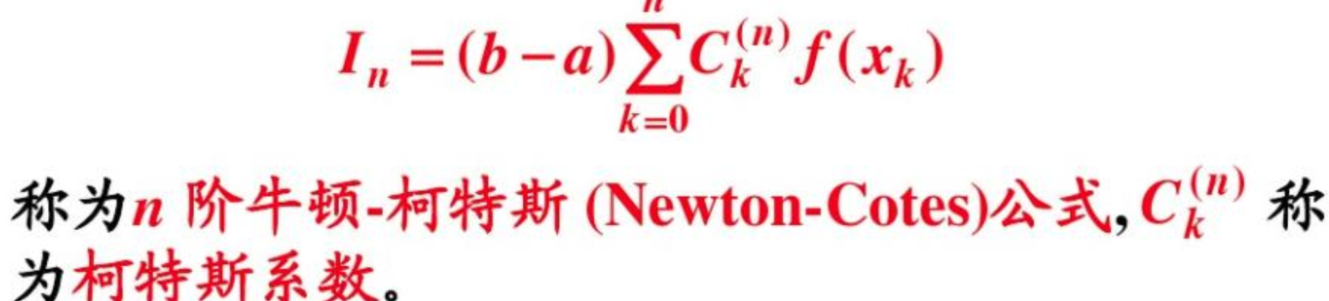 I_n = (b − a) ∑_{k=0}^{n} C_k^{(n)} f(x_k)
称为n 阶牛顿-柯特斯 (Newton-Cotes)公式, C_k^{(n)} 称
为柯特斯系数。